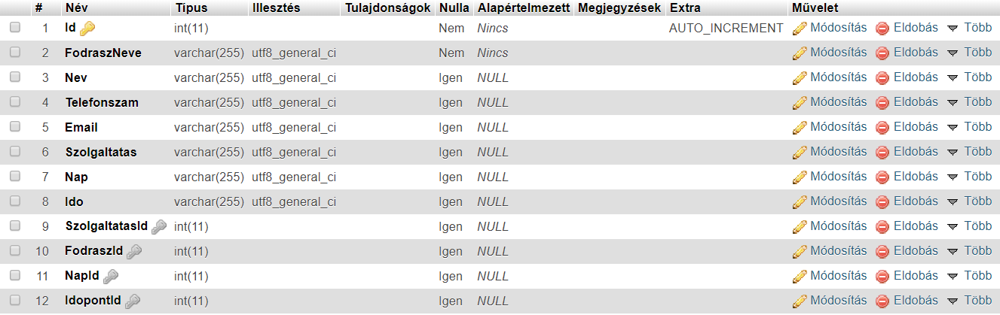 # Név Típus Illesztés Tulajdonságok Nulla Alapértelmezett Megjegyzések Extra Művelet
1 Id int(11) Nem Nincs AUTO_INCREMENT Módosítás Eldobás Több
2 FodraszNeve varchar(255) utf8_general_ci Nem Nincs Módosítás Eldobás Több
3 Nev varchar(255) utf8_general_ci Igen NULL Módosítás Eldobás Több
4 Telefonszam varchar(255) utf8_general_ci Igen NULL Módosítás Eldobás Több
5 Email varchar(255) utf8_general_ci Igen NULL Módosítás Eldobás Több
6 Szolgaltatas varchar(255) utf8_general_ci Igen NULL Módosítás Eldobás Több
7 Nap varchar(255) utf8_general_ci Igen NULL Módosítás Eldobás Több
8 Ido varchar(255) utf8_general_ci Igen NULL Módosítás Eldobás Több
9 SzolgaltatasId int(11) Igen NULL Módosítás Eldobás Több
10 FodraszId int(11) Igen NULL Módosítás Eldobás Több
11 NapId int(11) Igen NULL Módosítás Eldobás Több
12 IdopontId int(11) Igen NULL Módosítás Eldobás Több